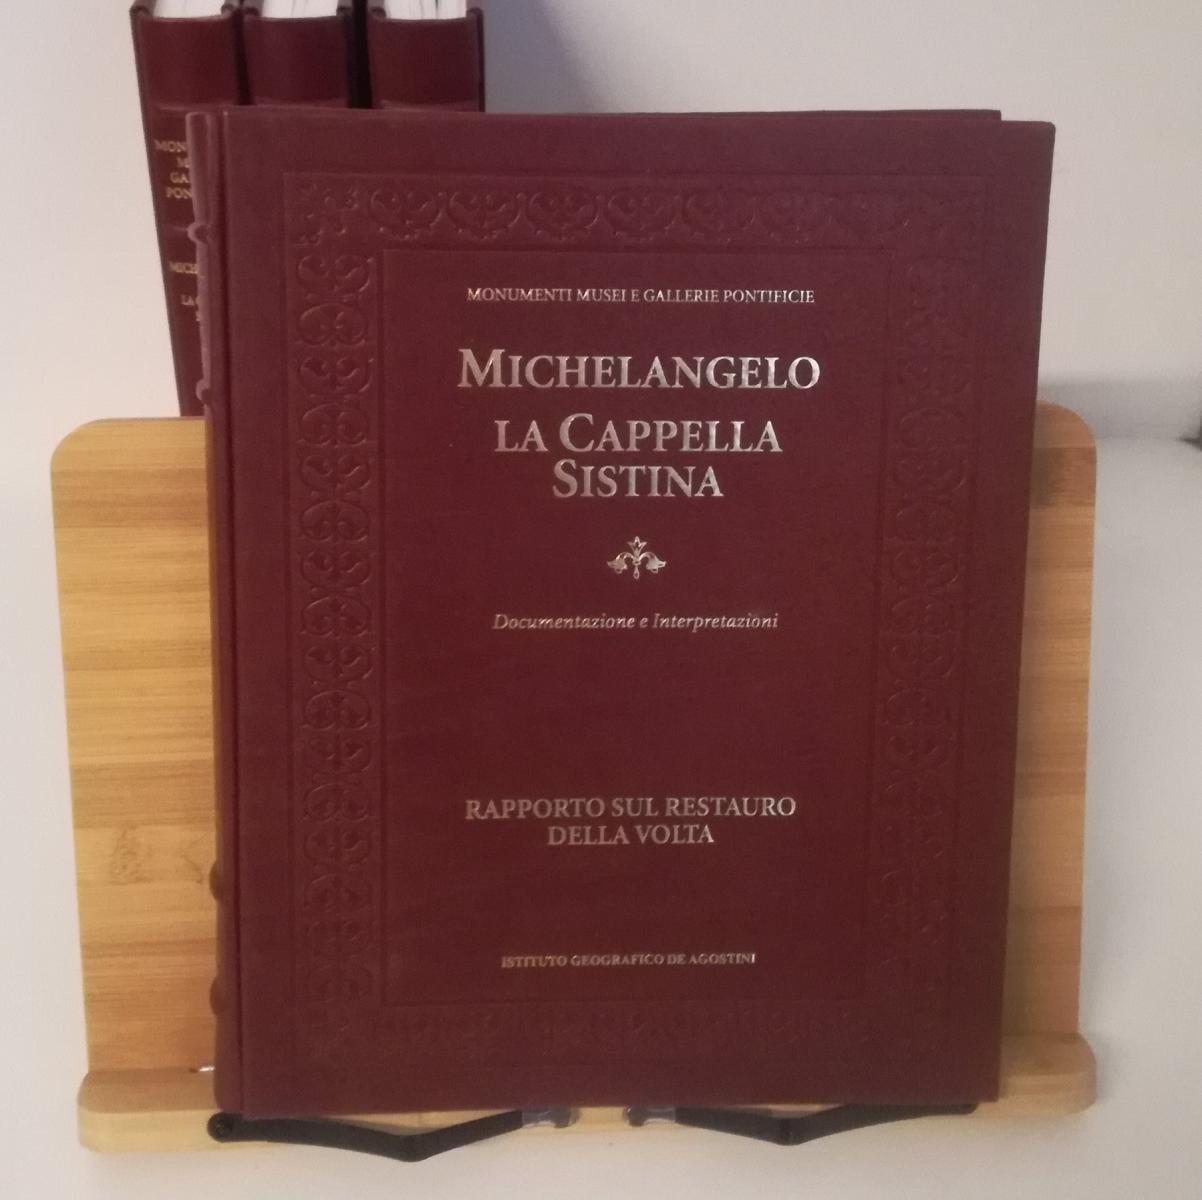 MONUMENTI MUSEI E GALLERIE PONTIFICIE
MICHELANGELO
LA CAPPELLA
SISTINA
Documentazione e Interpretazioni
RAPPORTO SUL RESTAURO
DELLA VOLTA
ISTITUTO GEOGRAFICO DE AGOSTINI